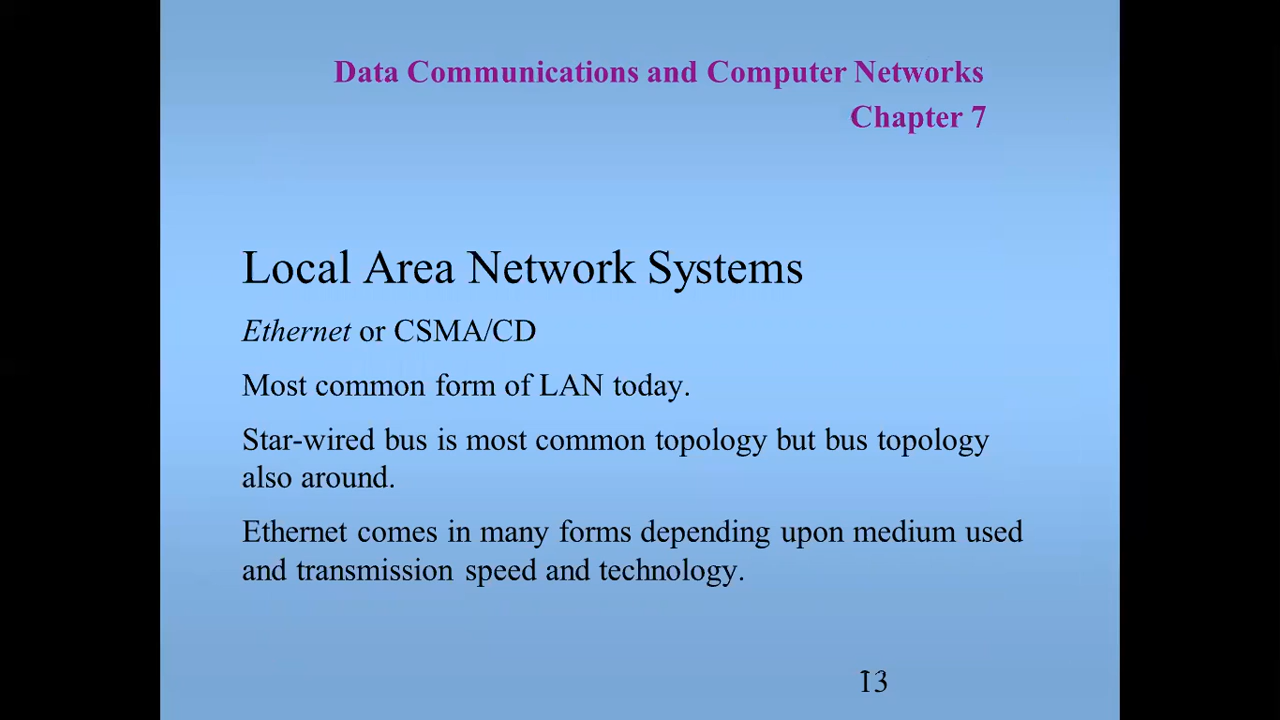 Data Communications and Computer Networks
Chapter 7
Local Area Network Systems
Ethernet or CSMA/CD
Most common form of LAN today.
Star-wired bus is most common topology but bus topology
also around.
Ethernet comes in many forms depending upon medium used
and transmission speed and technology.
13